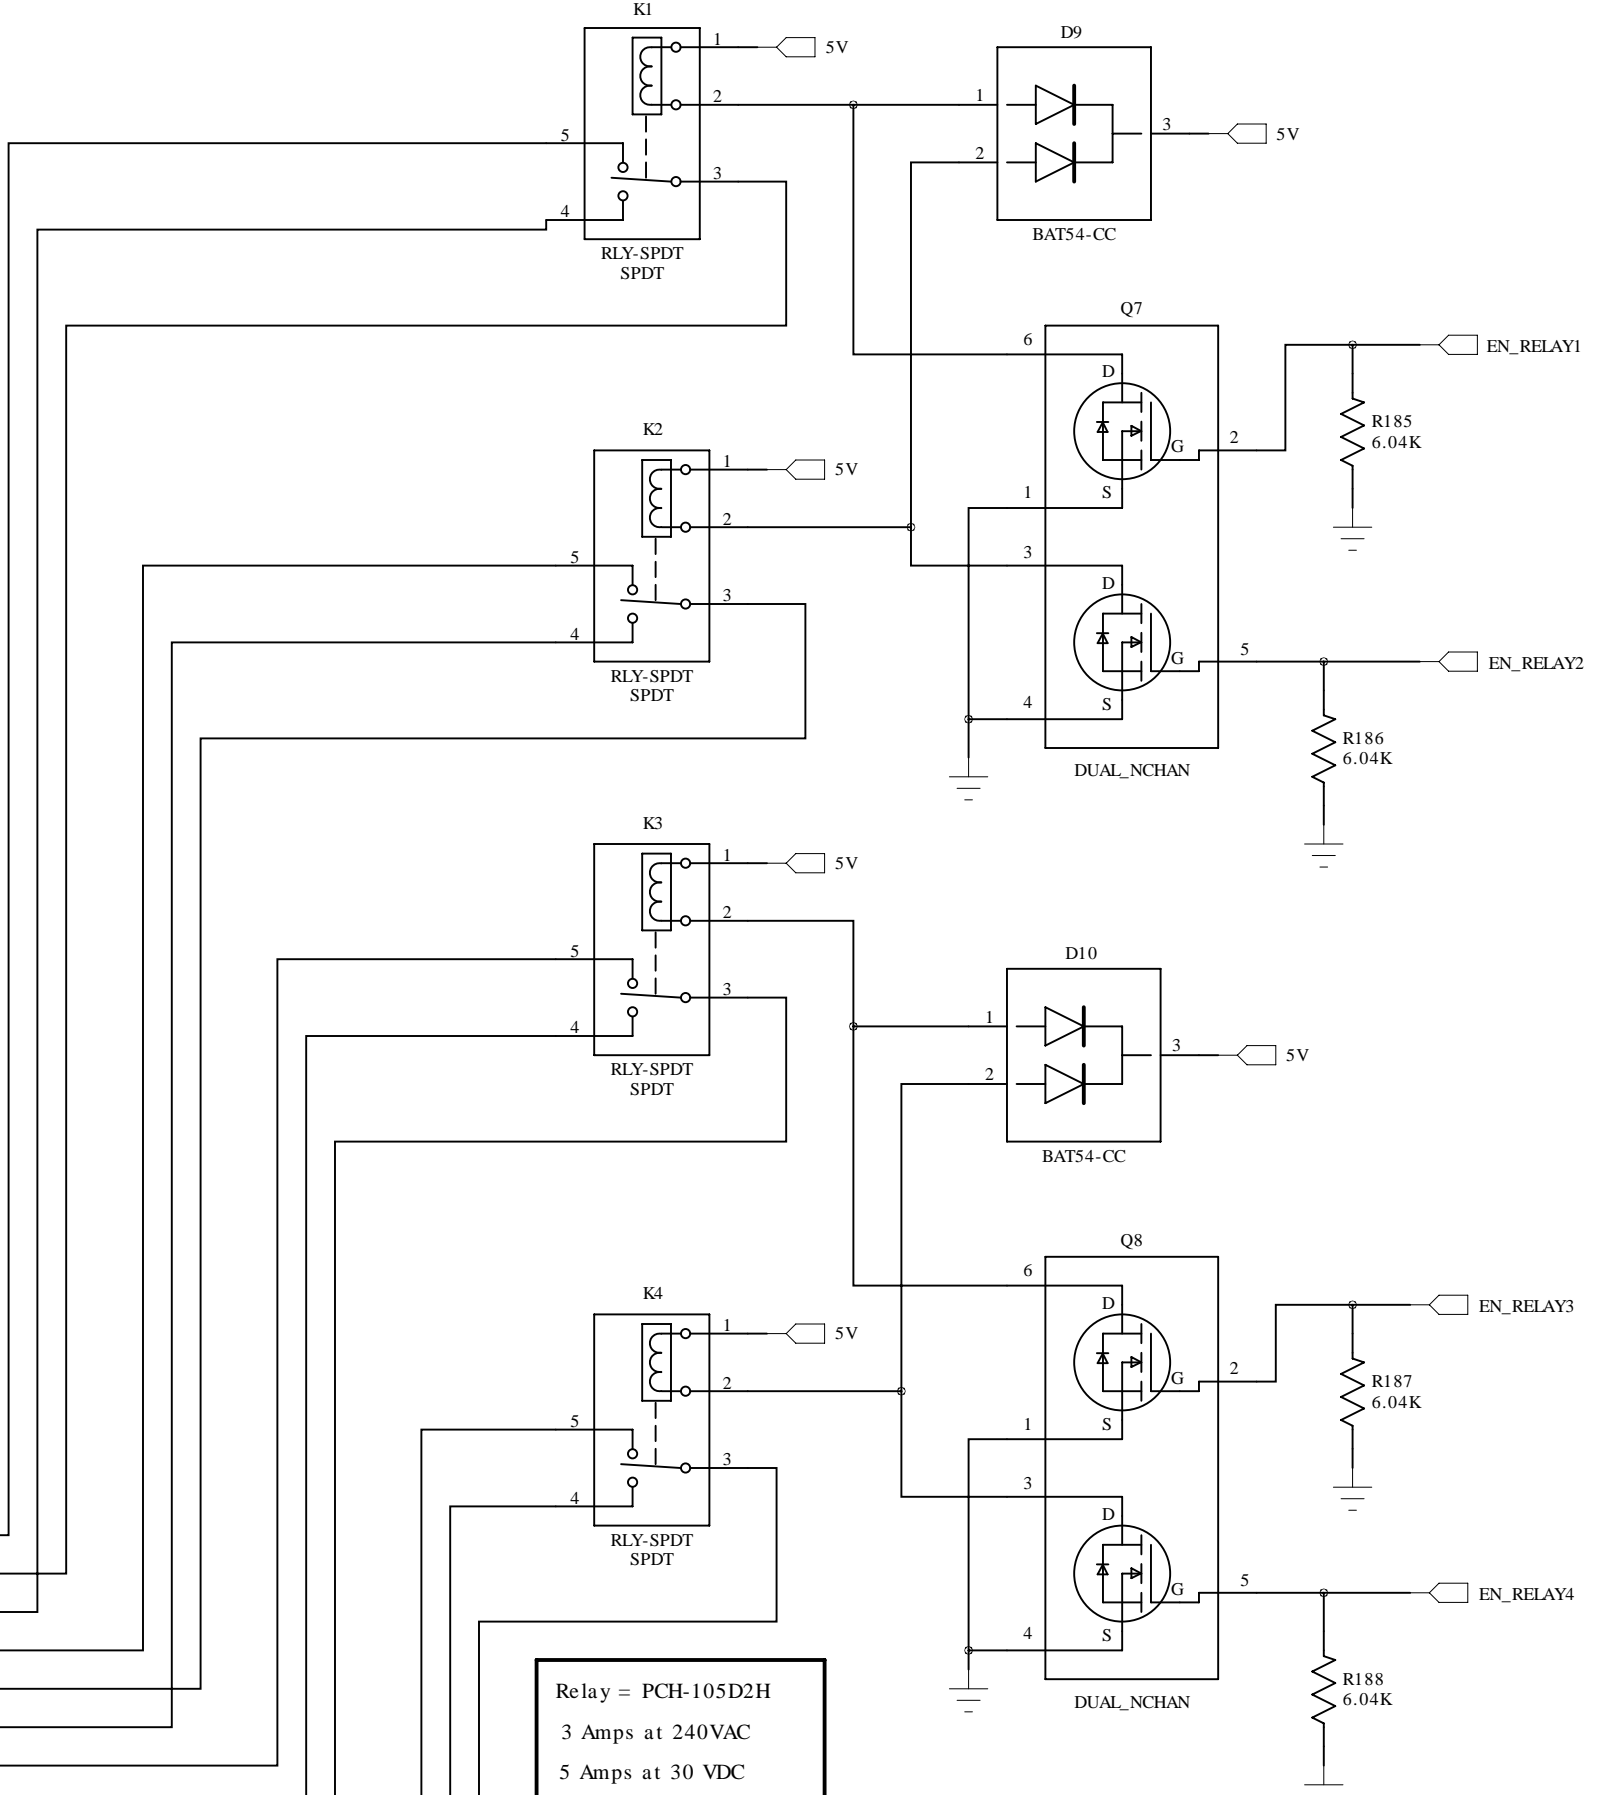 K1
1
5V
2
5
3
4
RLY-SPDT
SPDT
D9
1
2
3
5V
BAT54-CC
Q7
6
D
G
2
S
1
3
D
G
5
S
4
DUAL_NCHAN
EN_RELAY1
R185
6.04K
EN_RELAY2
R186
6.04K
K2
1
5V
2
5
3
4
RLY-SPDT
SPDT
K3
1
5V
2
5
3
4
RLY-SPDT
SPDT
D10
1
2
3
5V
BAT54-CC
Q8
6
D
G
2
S
1
3
D
G
5
S
4
DUAL_NCHAN
EN_RELAY3
R187
6.04K
EN_RELAY4
R188
6.04K
K4
1
5V
2
5
3
4
RLY-SPDT
SPDT
Relay = PCH-105D2H
3 Amps at 240VAC
5 Amps at 30 VDC